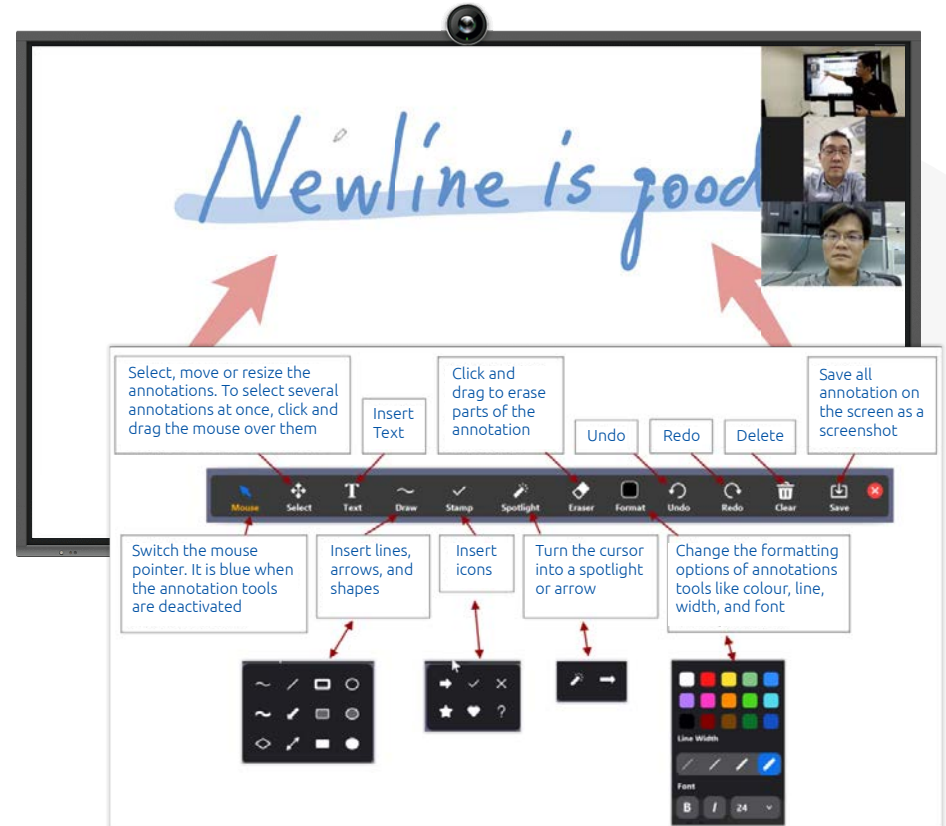 Newline is good
Select, move or resize the
annotations. To select several
annotations at once, click and
drag the mouse over them
Insert
Text
Click and
drag to erase
parts of the
annotation
Undo
Redo
Delete
Save all
annotation on
the screen as a
screenshot
Mouse
Select
T
Text
Draw
Stamp
Spotlight
Eraser
Format
Undo
Redo
Clear
Save
Switch the mouse
pointer. It is blue when
the annotation tools
are deactivated
Insert lines,
arrows, and
shapes
Insert
icons
Turn the cursor
into a spotlight
or arrow
Change the formatting
options of annotations
tools like colour, line,
width, and font
?
Line Width
Font
B I 24